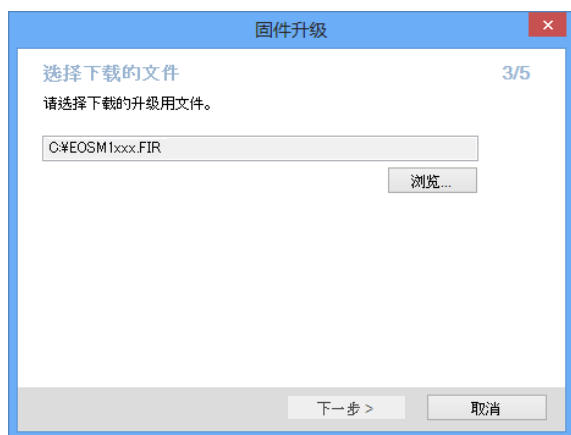 固件升级
选择下载的文件
3/5
请选择下载的升级用文件。
C:¥EOSM1xxx.FIR
浏览...
下一步 >
取消